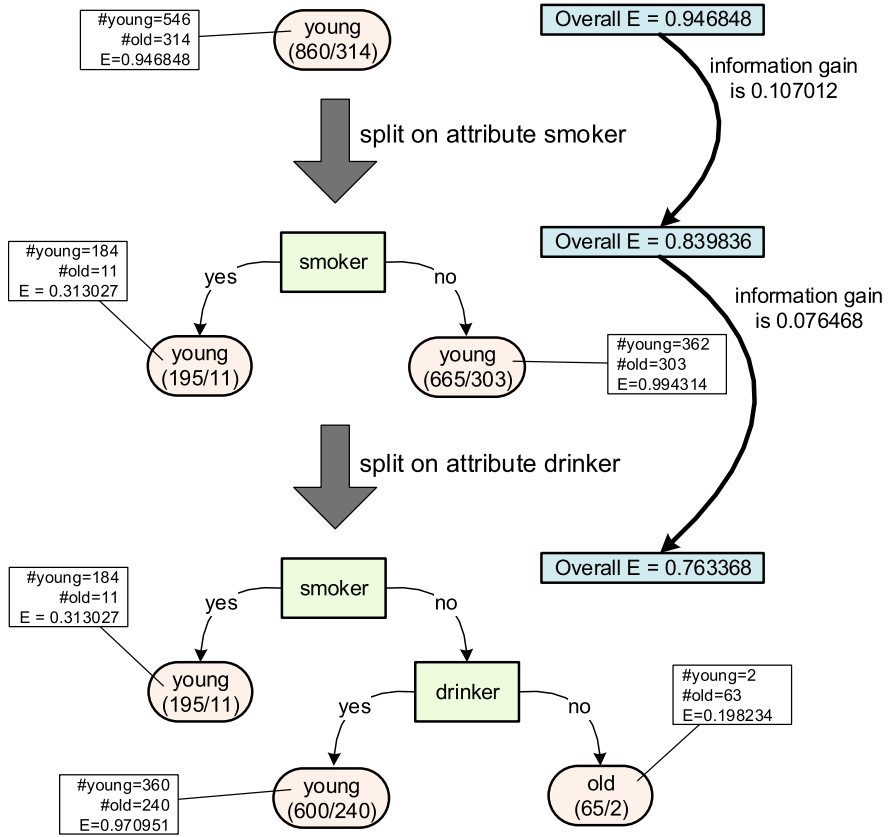 #young=546
#old=314
E=0.946848
young
(860/314)
Overall E = 0.946848
information gain
is 0.107012
split on attribute smoker
Overall E = 0.839836
#young=184
#old=11
E = 0.313027
smoker
yes
no
young
(195/11)
young
(665/303)
#young=362
#old=303
E=0.994314
information gain
is 0.076468
split on attribute drinker
Overall E = 0.763368
#young=184
#old=11
E = 0.313027
smoker
yes
no
young
(195/11)
drinker
yes
no
#young=2
#old=63
E=0.198234
#young=360
#old=240
E=0.970951
young
(600/240)
old
(65/2)